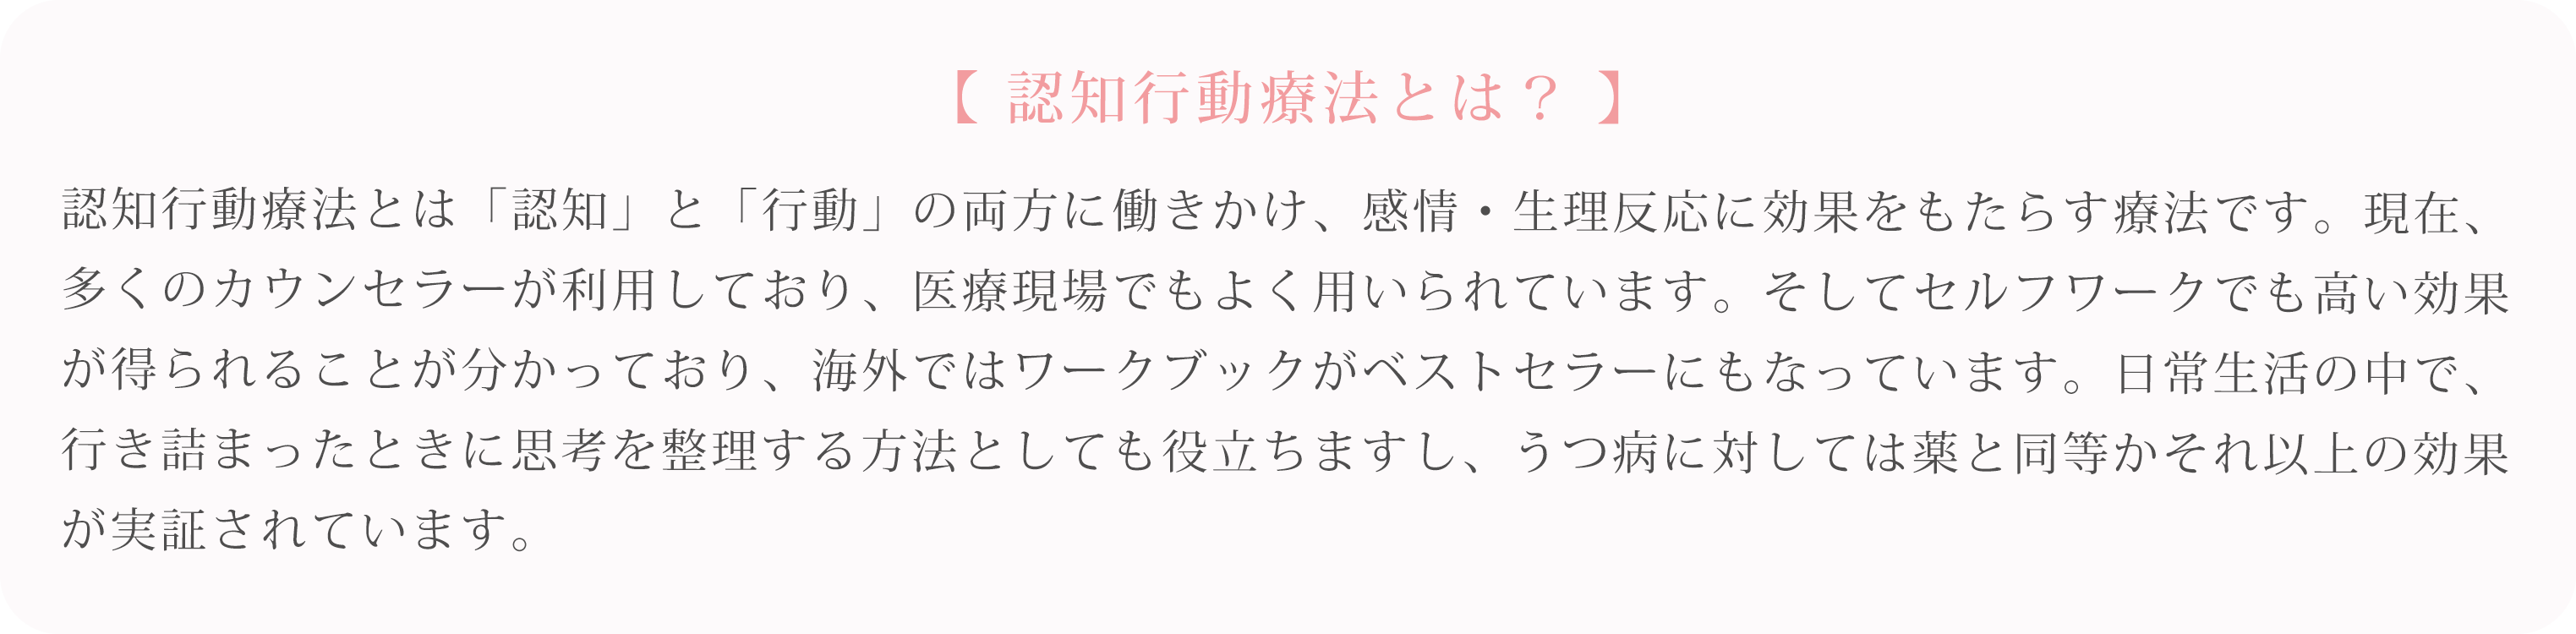 【 認知行動療法とは？ 】
認知行動療法とは「認知」と「行動」の両方に働きかけ、感情・生理反応に効果をもたらす療法です。現在、
多くのカウンセラーが利用しており、医療現場でもよく用いられています。そしてセルフワークでも高い効果
が得られることが分かっており、海外ではワークブックがベストセラーにもなっています。日常生活の中で、
行き詰まったときに思考を整理する方法としても役立ちますし、うつ病に対しては薬と同等かそれ以上の効果
が実証されています。